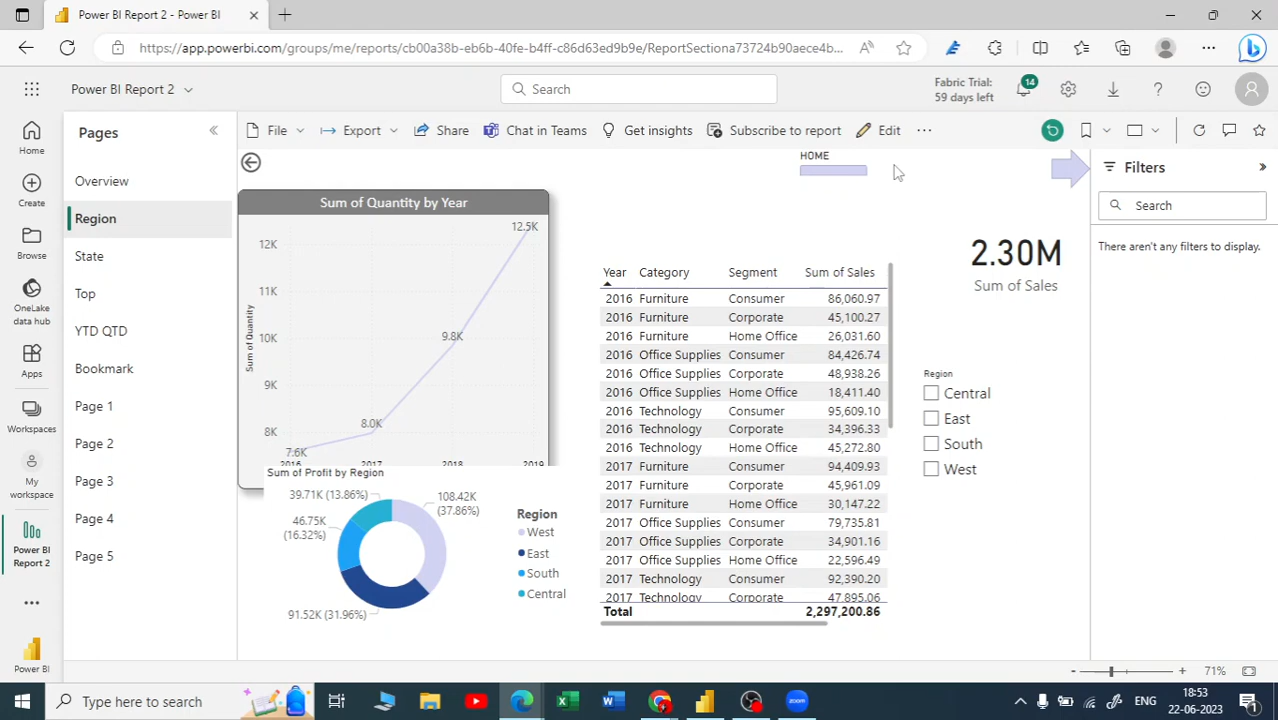 Power BI Report 2 - Power BI
https://app.powerbi.com/groups/me/reports/cb00a38b-eb6b-40fe-b4ff-c86d63ed9b9e/ReportSectiona73724b90aece4b...
Power BI Report 2
Search
Fabric Trial:
59 days left
14
Home
Create
Browse
OneLake
data hub
Apps
Workspaces
My
workspace
Power BI
Report 2
Power BI
Pages
Overview
Region
State
Top
YTD QTD
Bookmark
Page 1
Page 2
Page 3
Page 4
Page 5
File
Export
Share
Chat in Teams
Get insights
Subscribe to report
Edit
HOME
Sum of Quantity by Year
Sum of Quantity
12K
11K
10K
9K
8K
7.6K
8.0K
9.8K
12.5K
2016 2017 2018 2019
Sum of Profit by Region
39.71K (13.86%)
108.42K
(37.86%)
46.75K
(16.32%)
91.52K (31.96%)
Region
West
East
South
Central
Year Category Segment Sum of Sales
2016 Furniture Consumer 86,060.97
2016 Furniture Corporate 45,100.27
2016 Furniture Home Office 26,031.60
2016 Office Supplies Consumer 84,426.74
2016 Office Supplies Corporate 48,938.26
2016 Office Supplies Home Office 18,411.40
2016 Technology Consumer 95,609.10
2016 Technology Corporate 34,396.33
2016 Technology Home Office 45,272.80
2017 Furniture Consumer 94,409.93
2017 Furniture Corporate 45,961.09
2017 Furniture Home Office 30,147.22
2017 Office Supplies Consumer 79,735.81
2017 Office Supplies Corporate 34,901.16
2017 Office Supplies Home Office 22,596.49
2017 Technology Consumer 92,390.20
2017 Technology Corporate 47,895.06
Total 2,297,200.86
2.30M
Sum of Sales
Region
Central
East
South
West
Filters
Search
There aren't any filters to display.
71%
Type here to search
ENG
18:53
22-06-2023
1